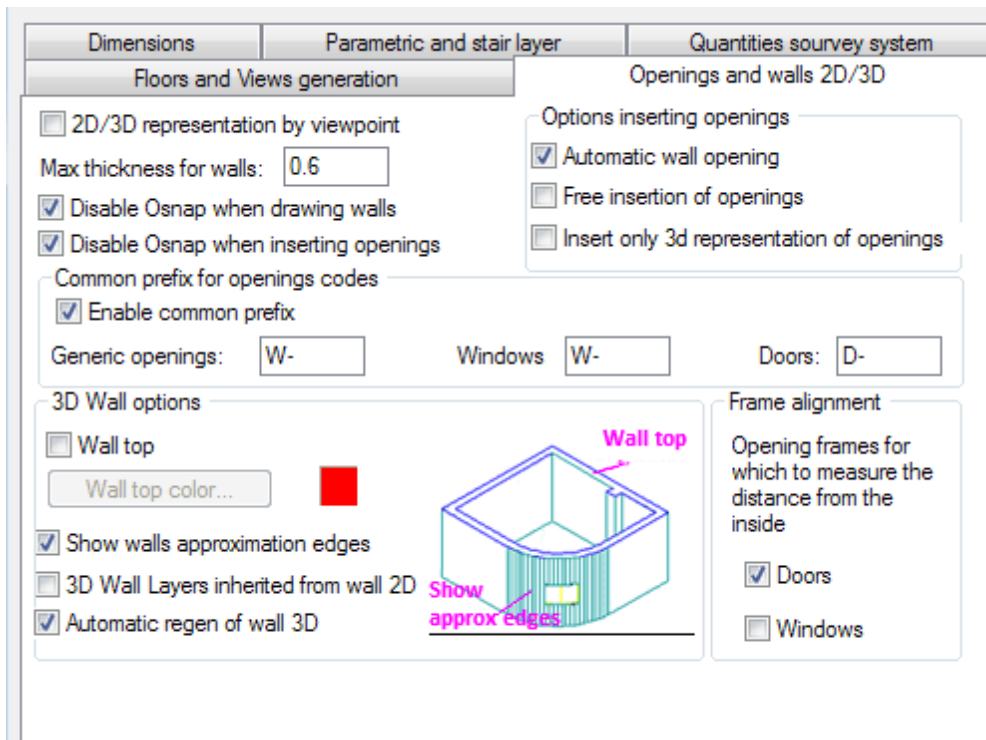 Dimensions
Parametric and stair layer
Quantities sourvey system
Floors and Views generation
Openings and walls 2D/3D
2D/3D representation by viewpoint
Max thickness for walls: 0.6
Disable Osnap when drawing walls
Disable Osnap when inserting openings
Options inserting openings
Automatic wall opening
Free insertion of openings
Insert only 3d representation of openings
Common prefix for openings codes
Enable common prefix
Generic openings: W- Windows W- Doors: D-
3D Wall options
Wall top
Wall top color...
Show walls approximation edges
3D Wall Layers inherited from wall 2D
Automatic regen of wall 3D
Wall top
Show
approx edges
Frame alignment
Opening frames for
which to measure the
distance from the
inside
Doors
Windows